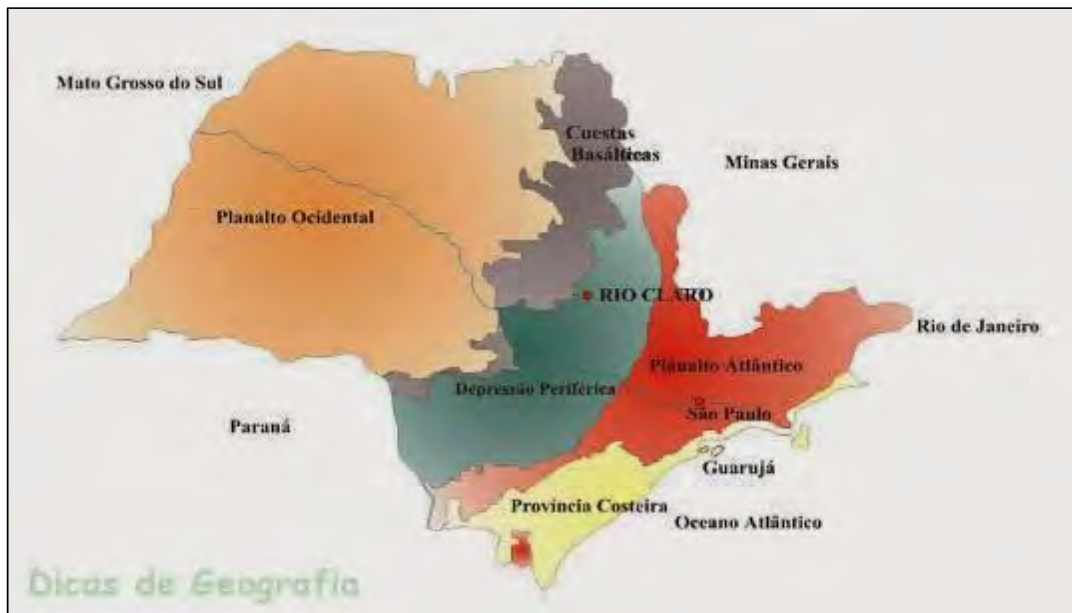 Mato Grosso do Sul
Cuestas
Basálticas
Minas Gerais
Planalto Ocidental
RIO CLARO
Rio de Janeiro
Planalto Atlântico
Depressão Periférica
São Paulo
Paraná
Guarujá
Província Costeira
Oceano Atlântico
Dicas de Geografia